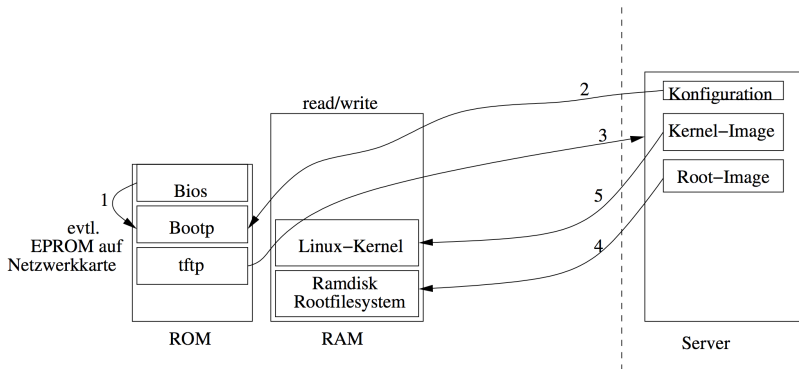 2
Konfiguration
read/write
Kernel–Image
3
Root–Image
Bios
1
5
evtl.
EPROM auf
Netzwerkkarte
Bootp
Linux–Kernel
4
tftp
Ramdisk
Rootfilesystem
ROM
RAM
Server